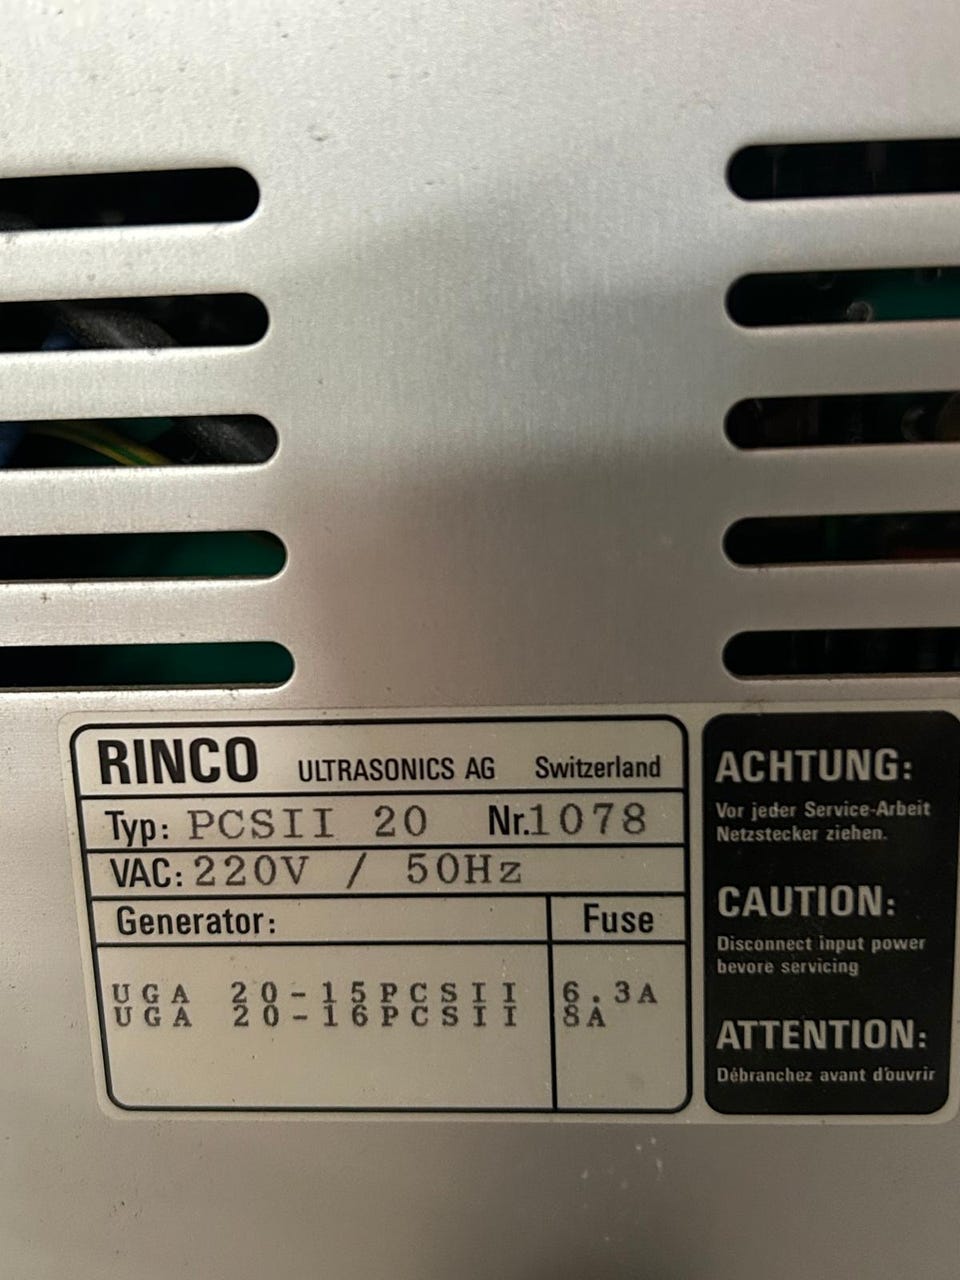 RINCO ULTRASONICS AG Switzerland
Typ: PCSII 20 Nr.1078
VAC: 220V / 50Hz
Generator: Fuse
UGA 20-15PCSII 6.3A
UGA 20-16PCSII 8A
ACHTUNG:
Vor jeder Service-Arbeit
Netzstecker ziehen.
CAUTION:
Disconnect input power
bevore servicing
ATTENTION:
Débranchez avant d'ouvrir